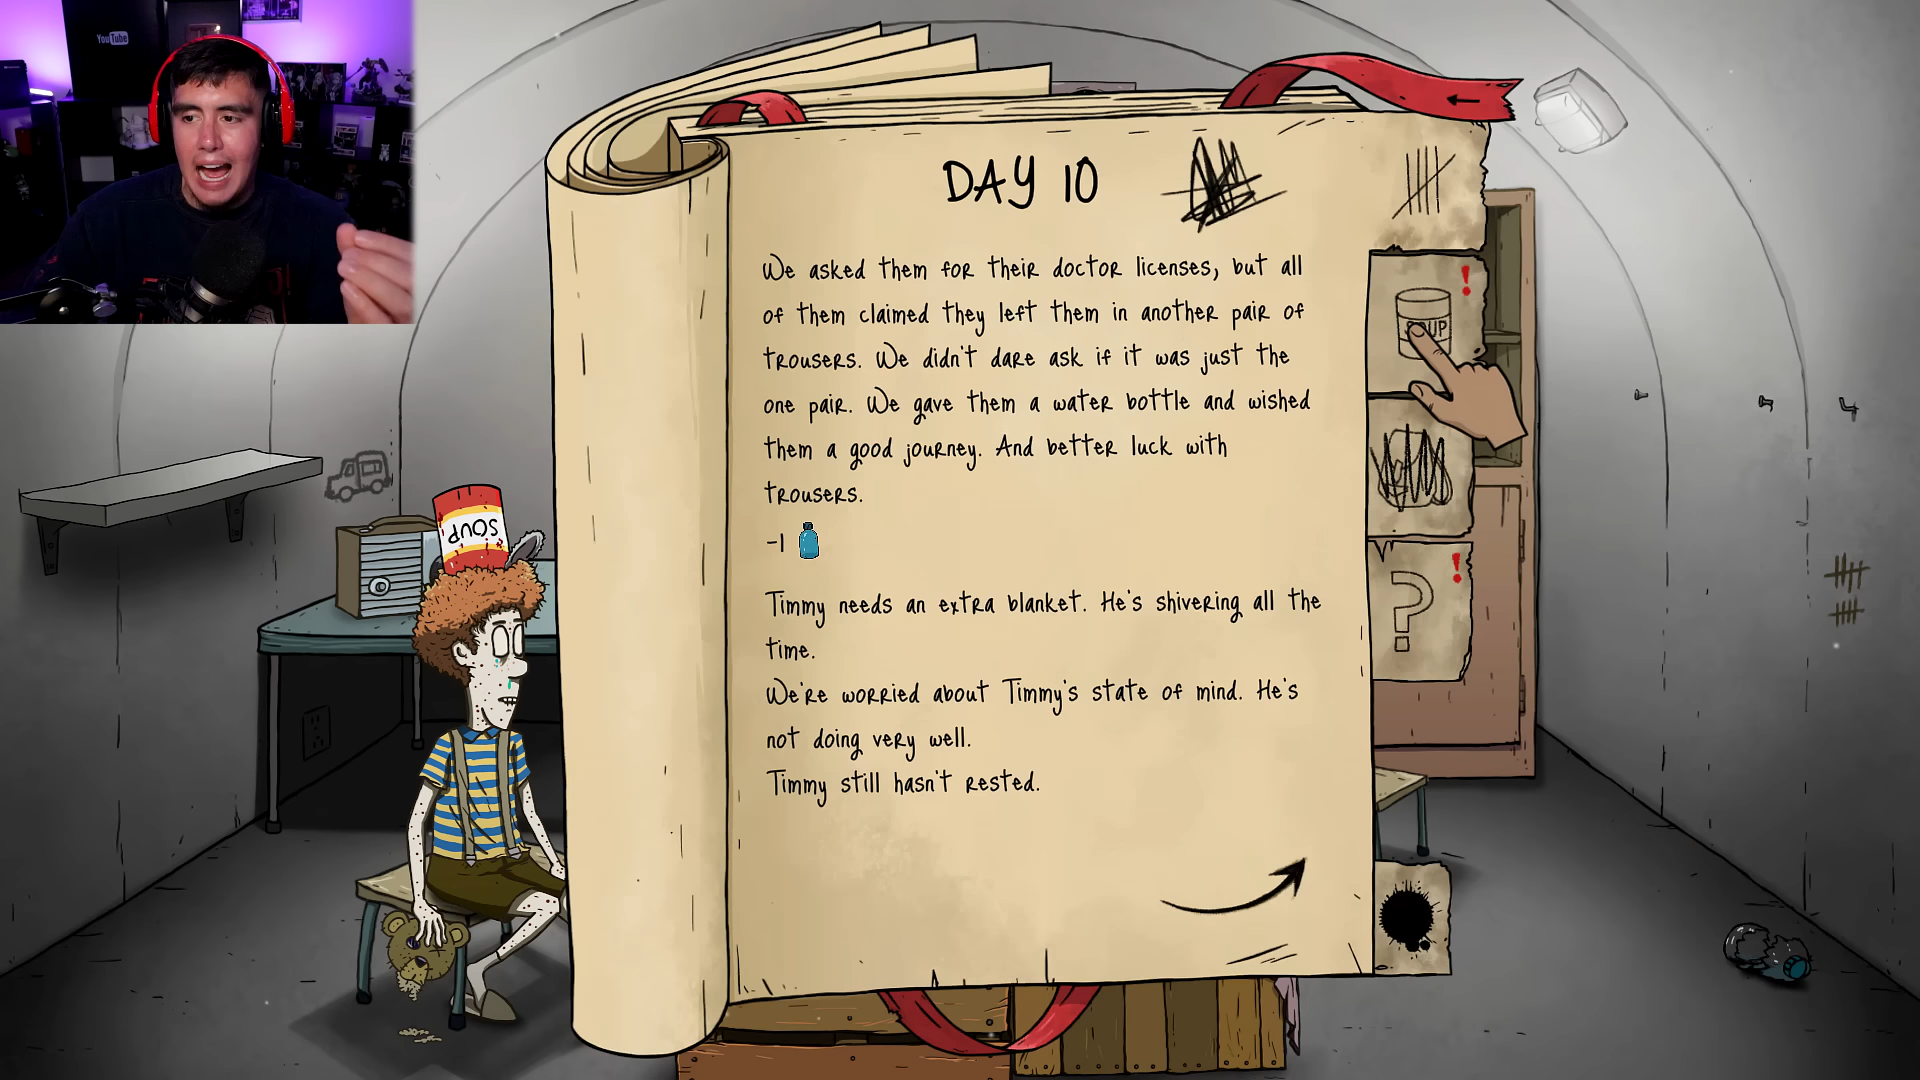 YouTube
DAY 10
We asked them for their doctor licenses, but all
of them claimed they left them in another pair of
trousers. We didn't dare ask if it was just the
one pair. We gave them a water bottle and wished
them a good journey. And better luck with
trousers.
-1
Timmy needs an extra blanket. He's shivering all the
time.
We're worried about Timmy's state of mind. He's
not doing very well.
Timmy still hasn't rested.
!
SOUP
!
?
SOUP